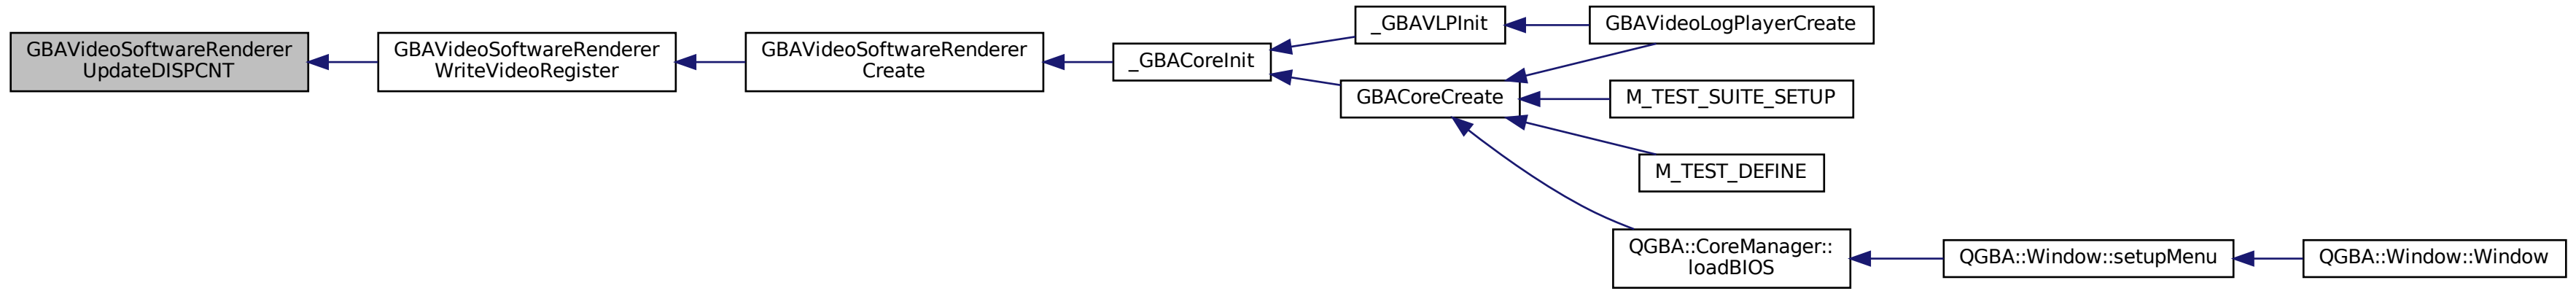 GBAVideoSoftwareRenderer
UpdateDISPCNT
GBAVideoSoftwareRenderer
WriteVideoRegister
GBAVideoSoftwareRenderer
Create
_GBACoreInit
_GBAVLPInit
GBAVideoLogPlayerCreate
GBACoreCreate
M_TEST_SUITE_SETUP
M_TEST_DEFINE
QGBA::CoreManager::
loadBIOS
QGBA::Window::setupMenu
QGBA::Window::Window